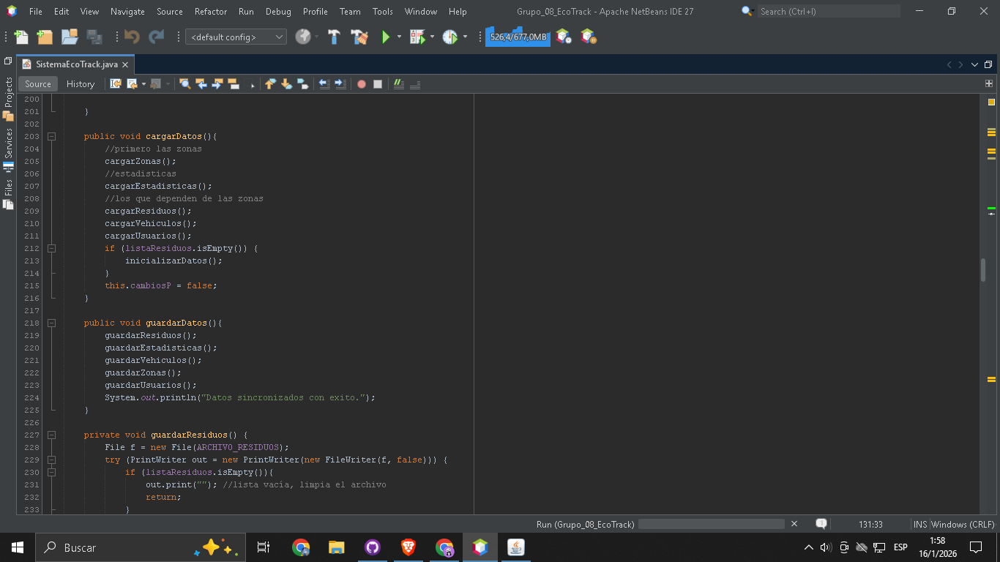 File Edit View Navigate Source Refactor Run Debug Profile Team Tools Window Help Grupo_08_EcoTrack - Apache NetBeans IDE 27 Search (Ctrl+I)
<default config> 526,4/677,0MB
SistemaEcoTrack.java
Source History
Projects
Services
Files
200
201 }
202
203 public void cargarDatos(){
204 //primero las zonas
205 cargarZonas();
206 //estadisticas
207 cargarEstadisticas();
208 //los que dependen de las zonas
209 cargarResiduos();
210 cargarVehiculos();
211 cargarUsuarios();
212 if (listaResiduos.isEmpty()) {
213 inicializarDatos();
214 }
215 this.cambiosP = false;
216 }
217
218 public void guardarDatos(){
219 guardarResiduos();
220 guardarEstadisticas();
221 guardarVehiculos();
222 guardarZonas();
223 guardarUsuarios();
224 System.out.println("Datos sincronizados con exito.");
225 }
226
227 private void guardarResiduos() {
228 File f = new File(ARCHIVO_RESIDUOS);
229 try (PrintWriter out = new PrintWriter(new FileWriter(f, false))) {
230 if (listaResiduos.isEmpty()){
231 out.print(""); //lista vacía, limpia el archivo
232 return;
233 }
Run (Grupo_08_EcoTrack) 131:33 INS Windows (CRLF)
Buscar ESP 1:58
16/1/2026